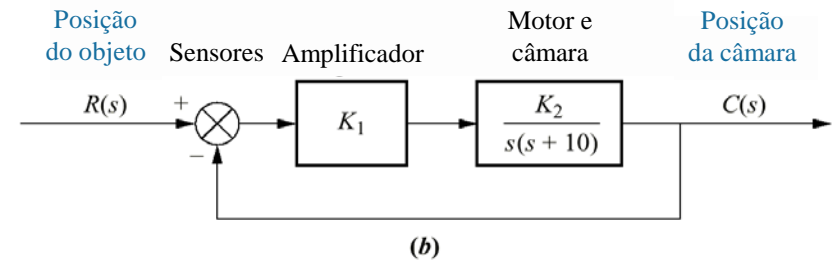 Posição
do objeto
Sensores
Amplificador
Motor e
câmara
Posição
da câmara
R(s)
+
−
K₁
K₂
s(s + 10)
C(s)
(b)